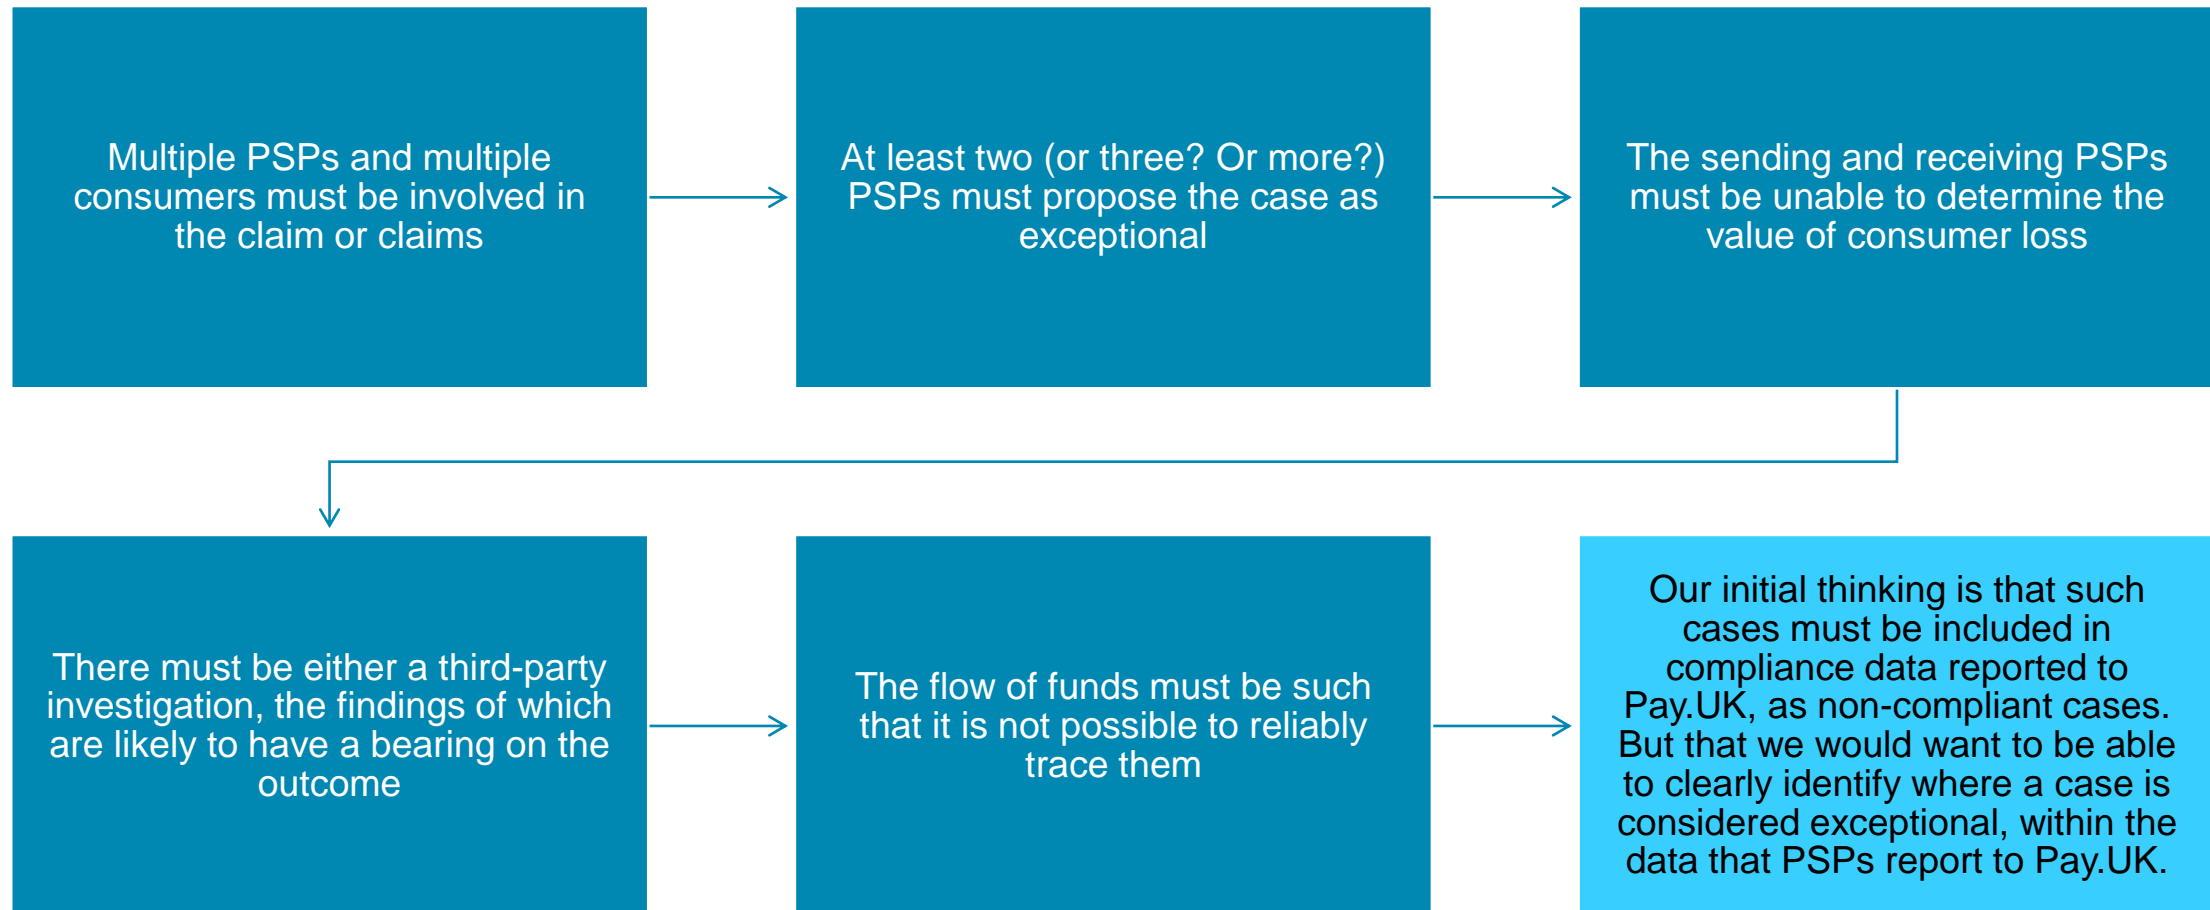 Multiple PSPs and multiple
consumers must be involved in
the claim or claims
At least two (or three? Or more?)
PSPs must propose the case as
exceptional
The sending and receiving PSPs
must be unable to determine the
value of consumer loss
There must be either a third-party
investigation, the findings of which
are likely to have a bearing on the
outcome
The flow of funds must be such
that it is not possible to reliably
trace them
Our initial thinking is that such
cases must be included in
compliance data reported to
Pay.UK, as non-compliant cases.
But that we would want to be able
to clearly identify where a case is
considered exceptional, within the
data that PSPs report to Pay.UK.